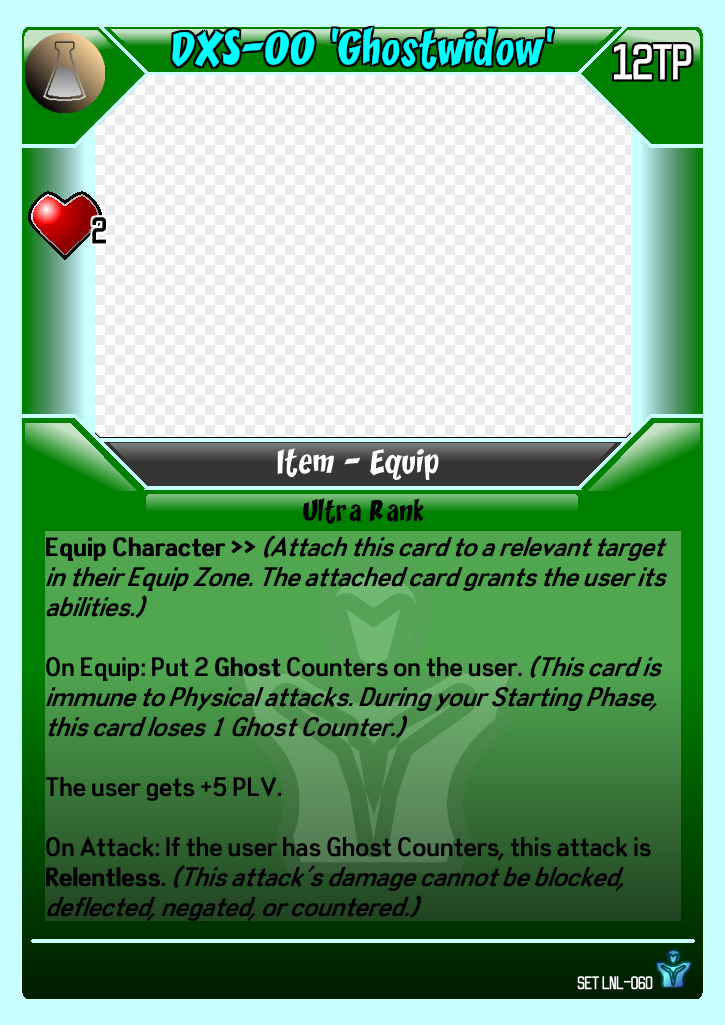 DXS-00 'Ghostwidow'
12TP
2
Item - Equip
Ultra Rank
Equip Character >> (Attach this card to a relevant target
in their Equip Zone. The attached card grants the user its
abilities.)
On Equip: Put 2 Ghost Counters on the user. (This card is
immune to Physical attacks. During your Starting Phase,
this card loses 1 Ghost Counter.)
The user gets +5 PLV.
On Attack: If the user has Ghost Counters, this attack is
Relentless. (This attack's damage cannot be blocked,
deflected, negated, or countered.)
SET LNL-060